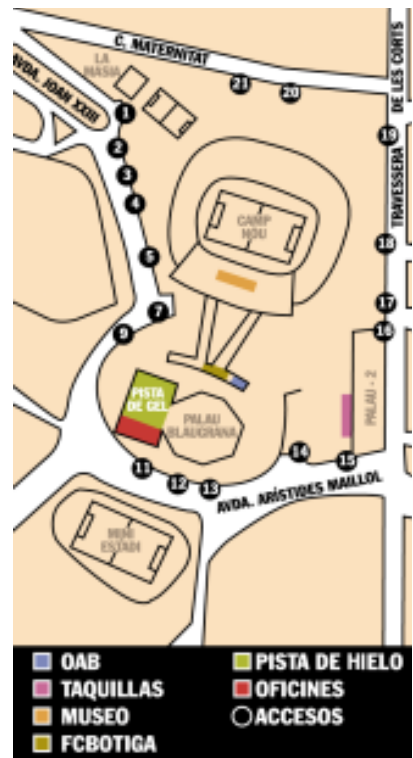 C. MATERNITAT
LA
MASIA
AVDA. JOAN XXIII
DE LES CORTS
TRAVESSERA
21
20
1
2
3
4
5
7
9
19
18
17
16
CAMP
NOU
PISTA
DE GEL
PALAU
BLAUGRANA
PALAU - 2
11
12
13
14
15
AVDA. ARÍSTIDES MAILLOL
MINI
ESTADI
OAB
TAQUILLAS
MUSEO
FCBOTIGA
PISTA DE HIELO
OFICINES
ACCESOS